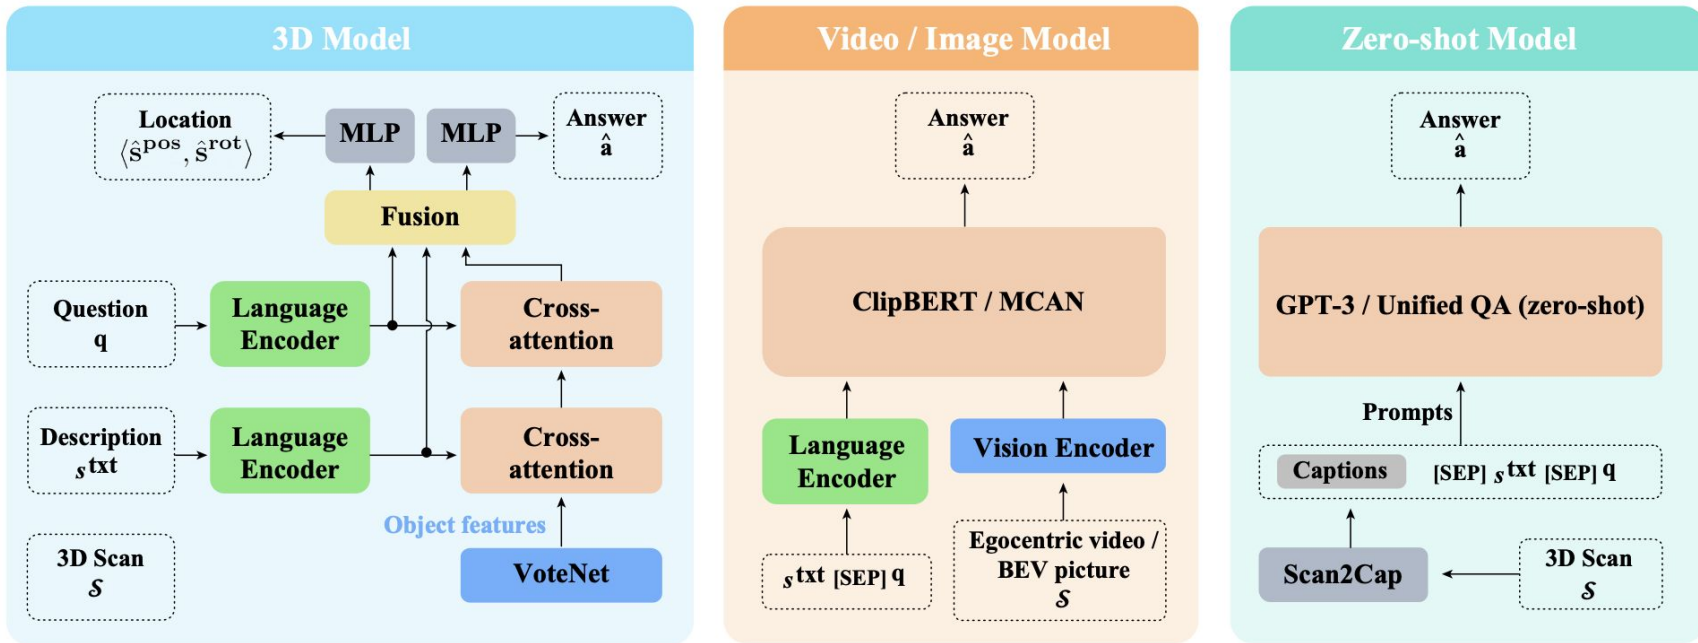 3D Model
Location
⟨ŝ^pos, ŝ^rot⟩
MLP
MLP
Answer
â
Fusion
Question
q
Language
Encoder
Cross-
attention
Description
s^txt
Language
Encoder
Cross-
attention
Object features
3D Scan
𝒮
VoteNet
Video / Image Model
Answer
â
ClipBERT / MCAN
Language
Encoder
Vision Encoder
s^txt [SEP] q
Egocentric video /
BEV picture
𝒮
Zero-shot Model
Answer
â
GPT-3 / Unified QA (zero-shot)
Prompts
Captions [SEP] s^txt [SEP] q
Scan2Cap
3D Scan
𝒮